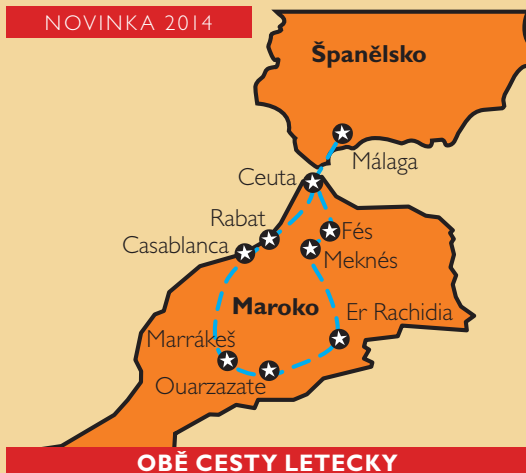 NOVINKA 2014
Španělsko
Málaga
Ceuta
Rabat
Fés
Casablanca
Meknés
Maroko
Er Rachidia
Marrákeš
Ouarzazate
OBĚ CESTY LETECKY